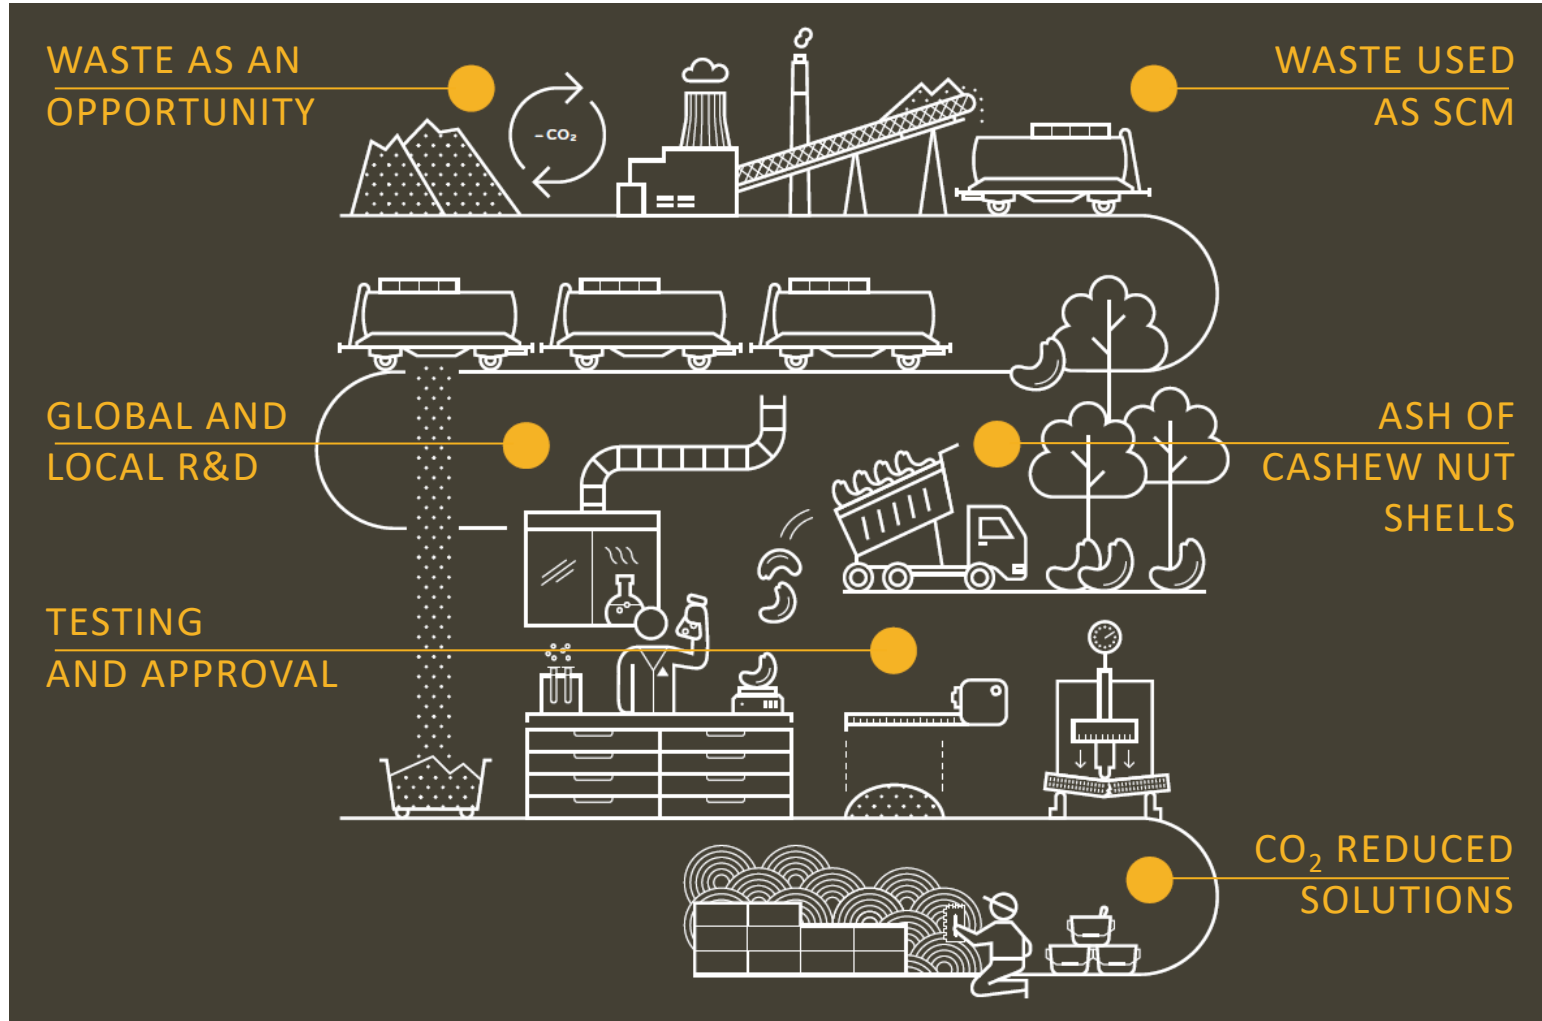 WASTE AS AN
OPPORTUNITY
– CO₂
WASTE USED
AS SCM
GLOBAL AND
LOCAL R&D
ASH OF
CASHEW NUT
SHELLS
TESTING
AND APPROVAL
CO₂ REDUCED
SOLUTIONS